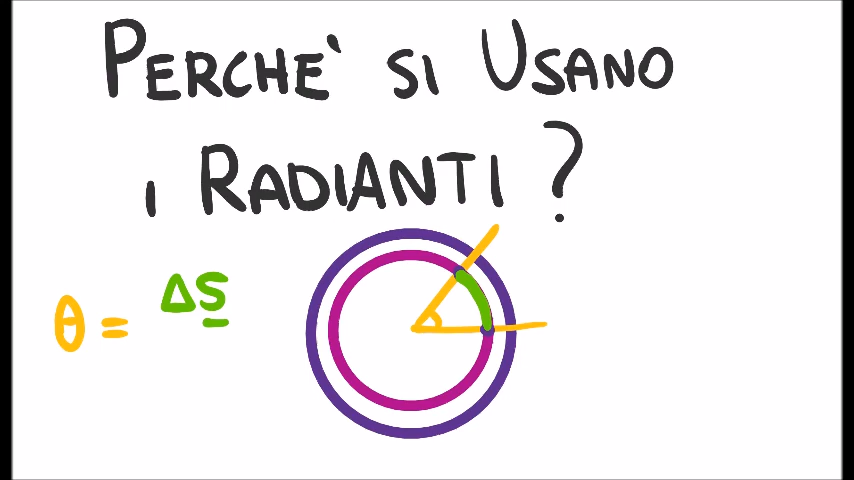 PERCHE` SI USANO
I RADIANTI?
θ = ΔS